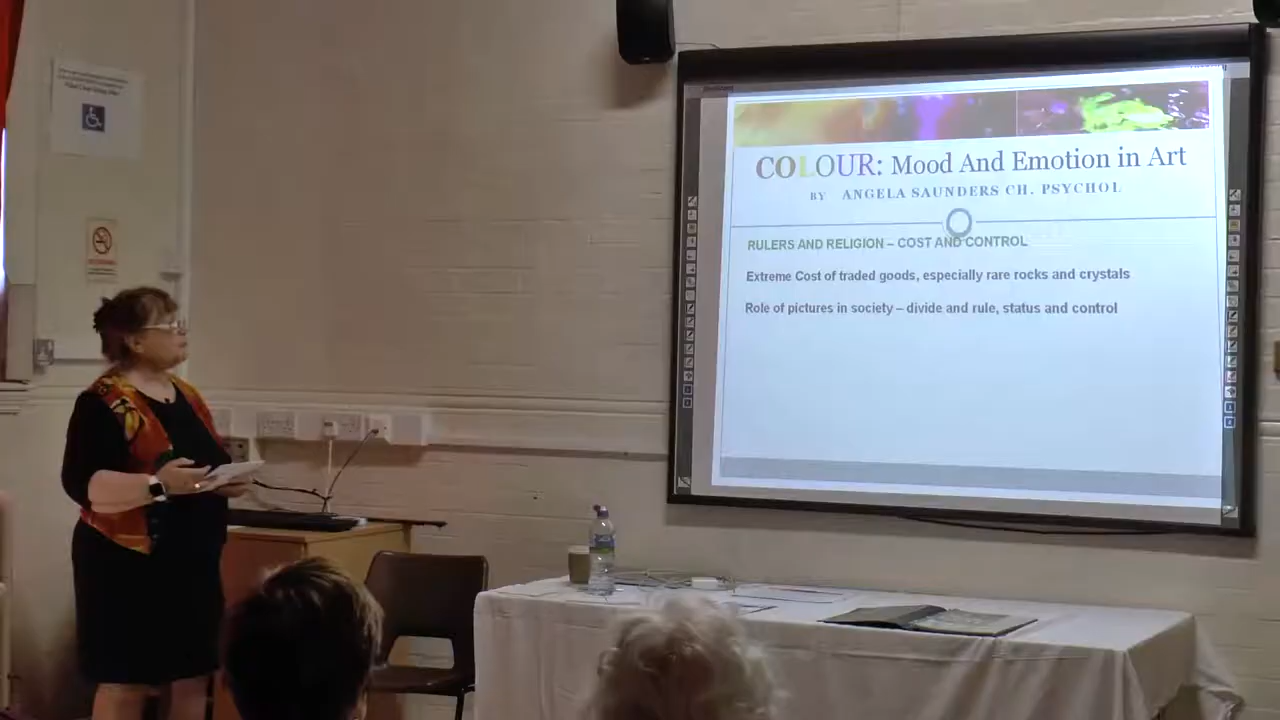 COLOUR: Mood And Emotion in Art
BY ANGELA SAUNDERS CH. PSYCHOL
RULERS AND RELIGION – COST AND CONTROL
Extreme Cost of traded goods, especially rare rocks and crystals
Role of pictures in society – divide and rule, status and control